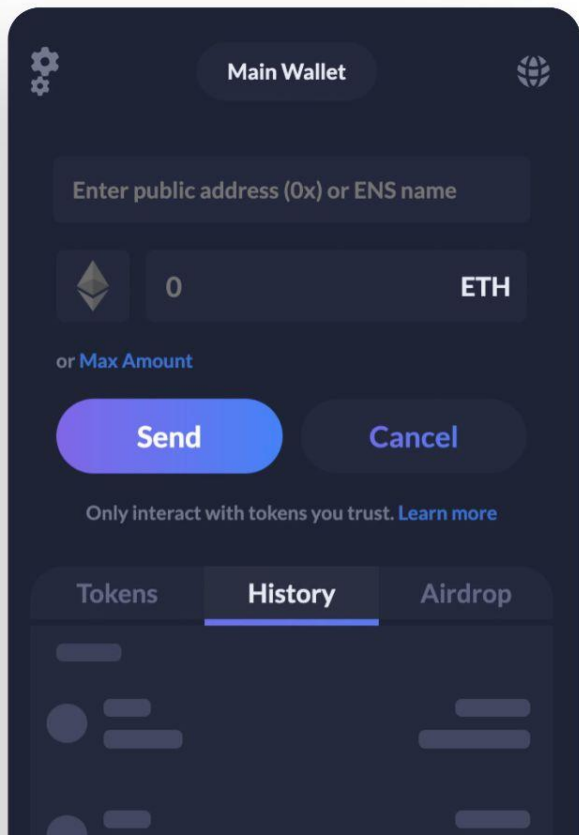 Main Wallet
Enter public address (0x) or ENS name
0 ETH
or Max Amount
Send Cancel
Only interact with tokens you trust. Learn more
Tokens History Airdrop